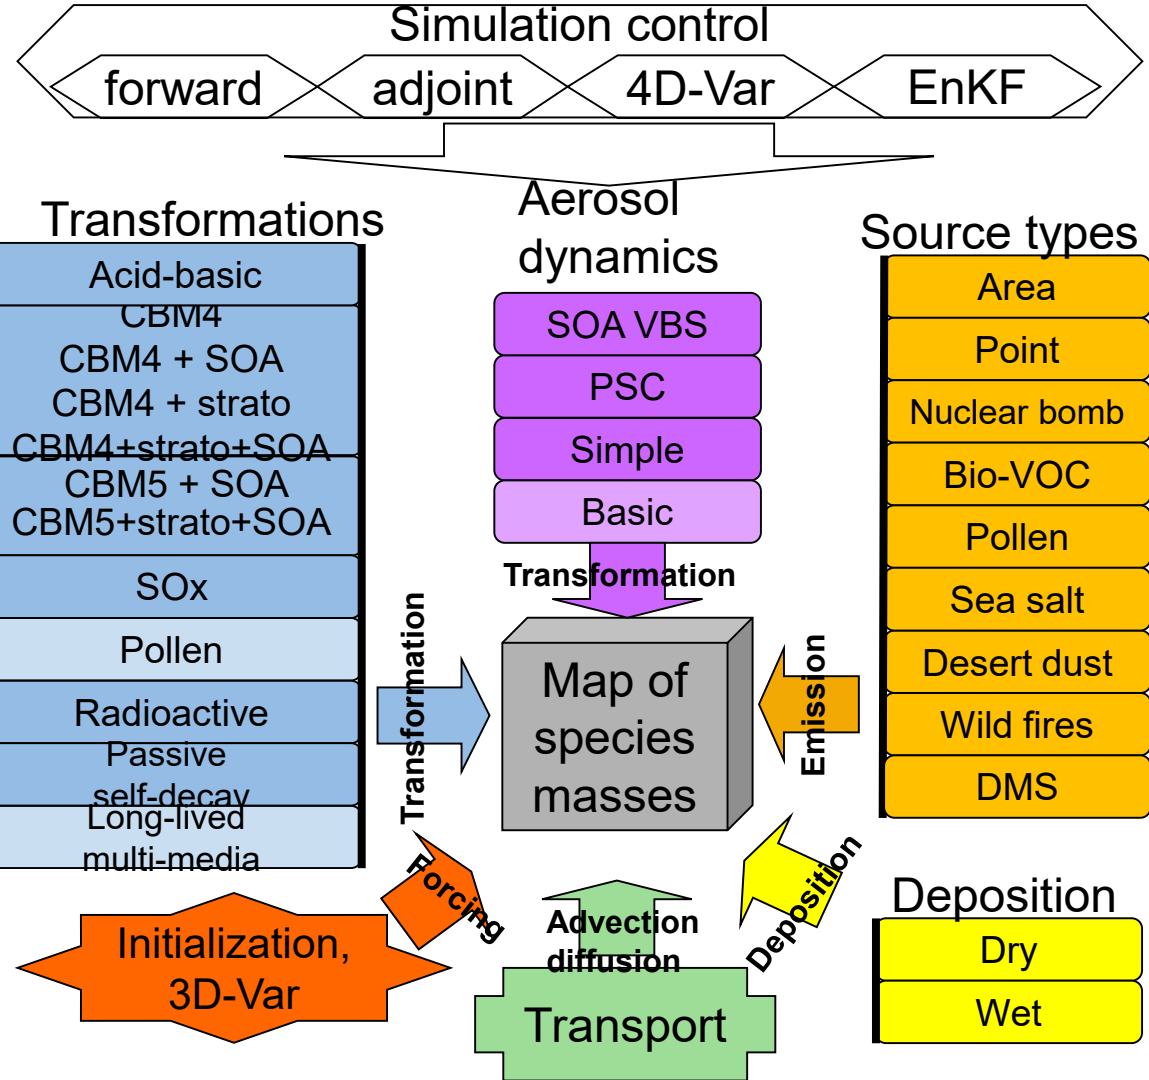 Simulation control
forward
adjoint
4D-Var
EnKF
Transformations
Acid-basic
CBM4
CBM4 + SOA
CBM4 + strato
CBM4+strato+SOA
CBM5 + SOA
CBM5+strato+SOA
SOx
Pollen
Radioactive
Passive
self-decay
Long-lived
multi-media
Aerosol
dynamics
SOA VBS
PSC
Simple
Basic
Transformation
Source types
Area
Point
Nuclear bomb
Bio-VOC
Pollen
Sea salt
Desert dust
Wild fires
DMS
Transformation
Map of
species
masses
Emission
Forcing
Advection
diffusion
Deposition
Initialization,
3D-Var
Transport
Deposition
Dry
Wet